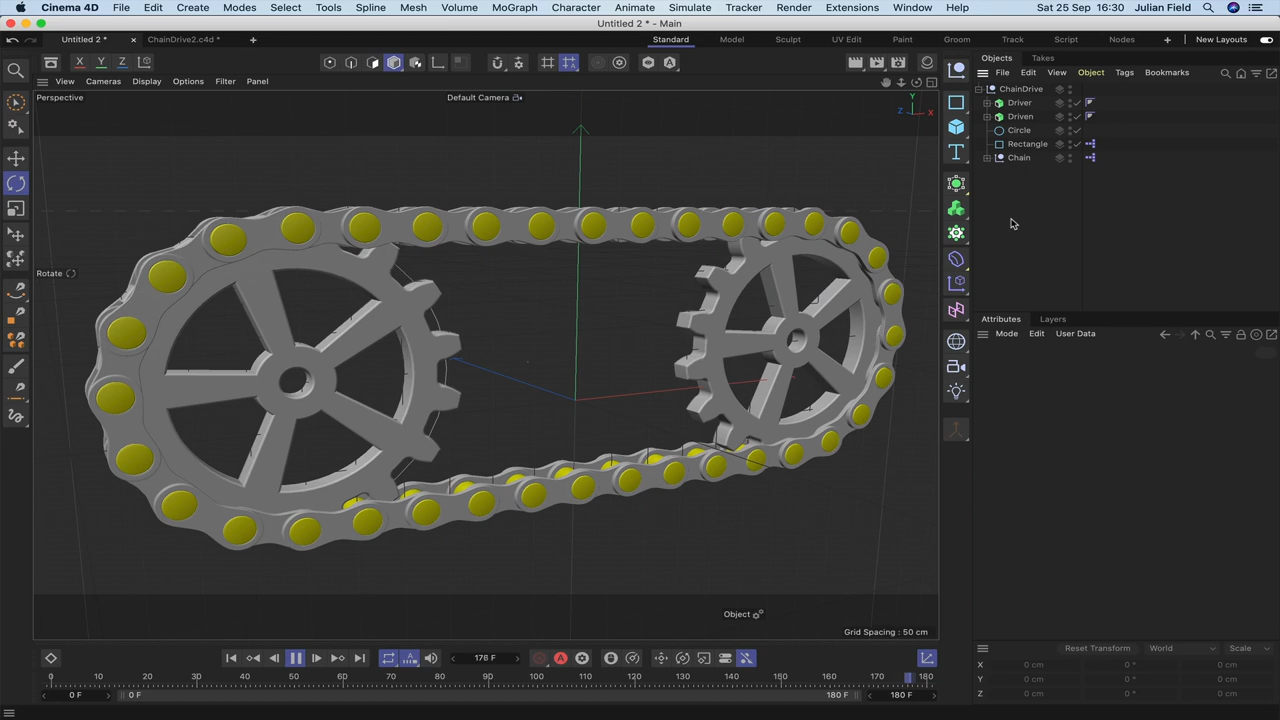 Cinema 4D File Edit Create Modes Select Tools Spline Mesh Volume MoGraph Character Animate Simulate Tracker Render Extensions Window Help Sat 25 Sep 16:30 Julian Field
Untitled 2 * - Main
Untitled 2 * ChainDrive2.c4d * Standard Model Sculpt UV Edit Paint Groom Track Script Nodes New Layouts
X Y Z Objects Takes
File Edit View Object Tags Bookmarks
View Cameras Display Options Filter Panel
ChainDrive
Perspective Default Camera
Y
Z X
Driver
Driven
Circle
Rectangle
Chain
Rotate
Attributes Layers
Mode Edit User Data
Object
Grid Spacing : 50 cm
176 F
Reset Transform World Scale
X 0 cm 0 ° 0 cm
Y 0 cm 0 ° 0 cm
Z 0 cm 0 ° 0 cm
0 10 20 30 40 50 60 70 80 90 100 110 120 130 140 150 160 170 180
0 F 0 F 180 F 180 F